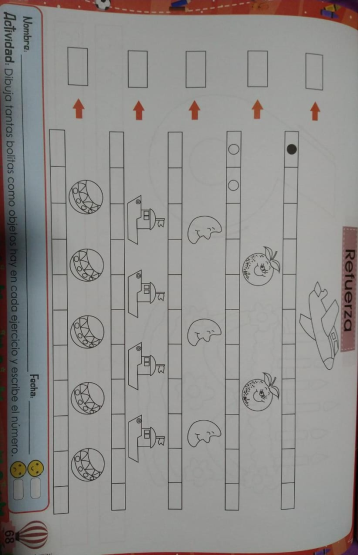 Nombre:
Fecha:
Actividad: Dibuja tantas bolitas como objetos hay en cada ejercicio y escribe el número.
Refuerza
68